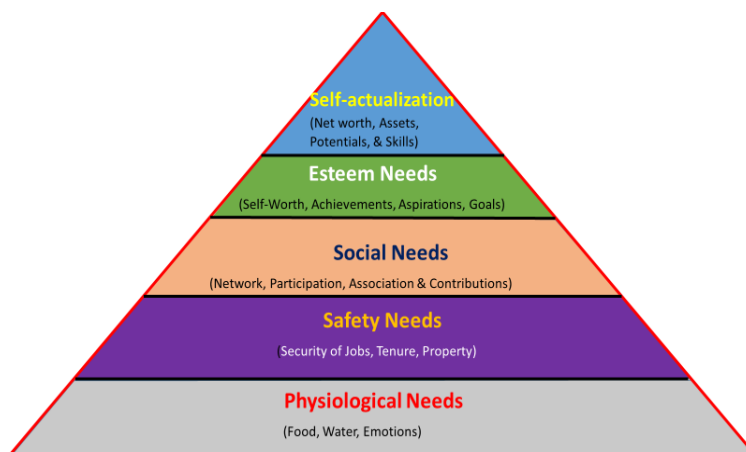 Self-actualization
(Net worth, Assets,
Potentials, & Skills)
Esteem Needs
(Self-Worth, Achievements, Aspirations, Goals)
Social Needs
(Network, Participation, Association & Contributions)
Safety Needs
(Security of Jobs, Tenure, Property)
Physiological Needs
(Food, Water, Emotions)